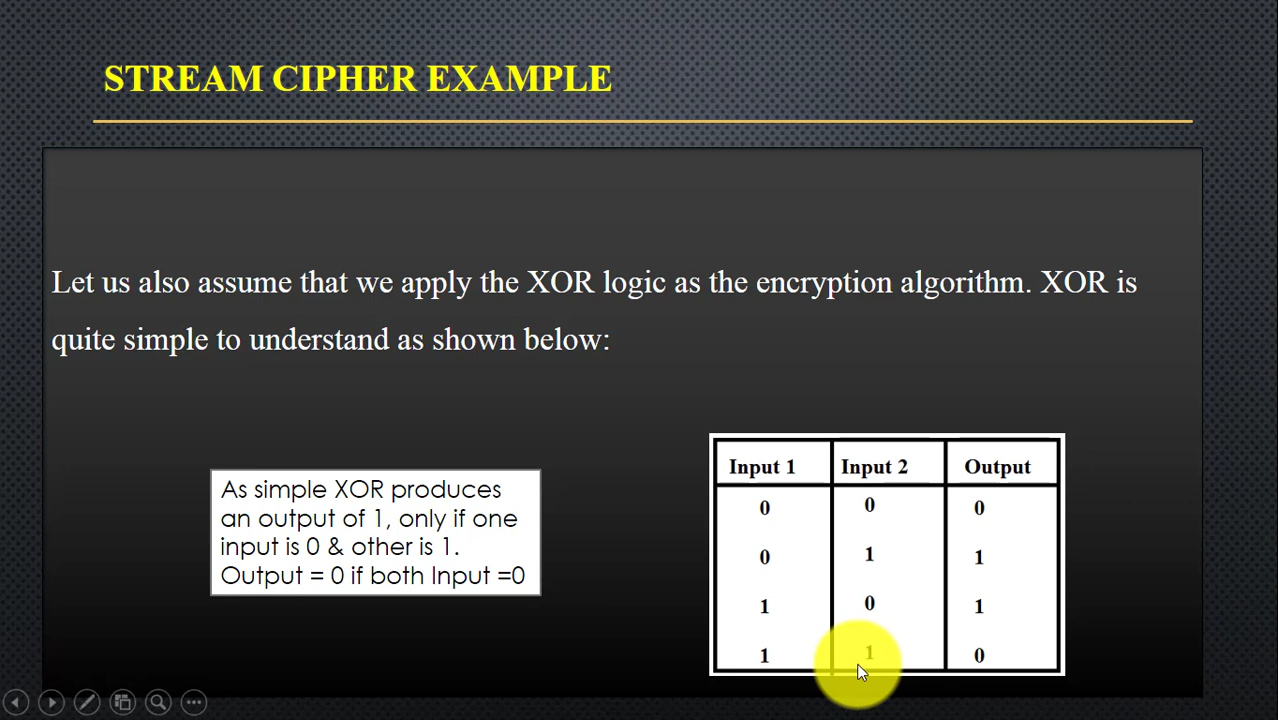 STREAM CIPHER EXAMPLE
Let us also assume that we apply the XOR logic as the encryption algorithm. XOR is
quite simple to understand as shown below:
As simple XOR produces
an output of 1, only if one
input is 0 & other is 1.
Output = 0 if both Input =0
Input 1 Input 2 Output
0 0 0
0 1 1
1 0 1
1 1 0